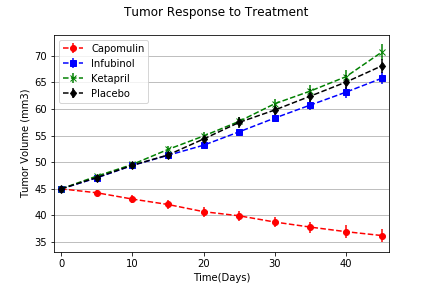 Tumor Response to Treatment
Capomulin
Infubinol
Ketapril
Placebo
Tumor Volume (mm3)
70
65
60
55
50
45
40
35
0
10
20
30
40
Time(Days)